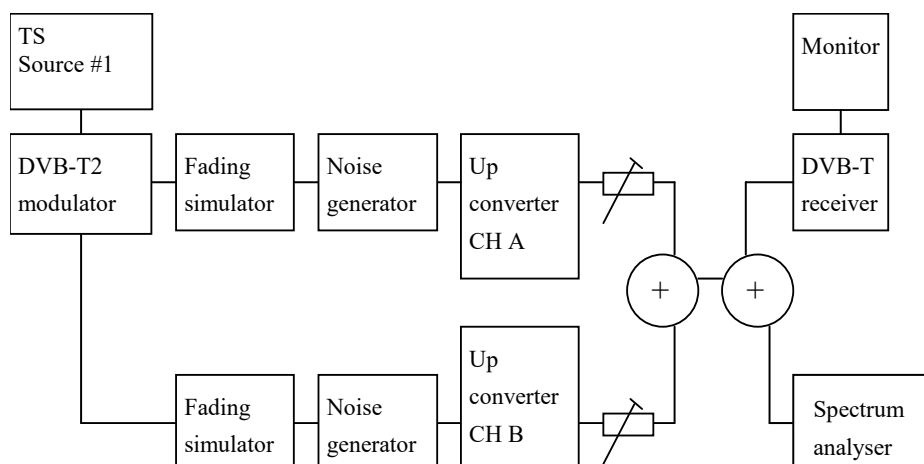 TS
Source #1
Monitor
DVB-T2
modulator
Fading
simulator
Noise
generator
Up
converter
CH A
DVB-T
receiver
+
+
Fading
simulator
Noise
generator
Up
converter
CH B
Spectrum
analyser